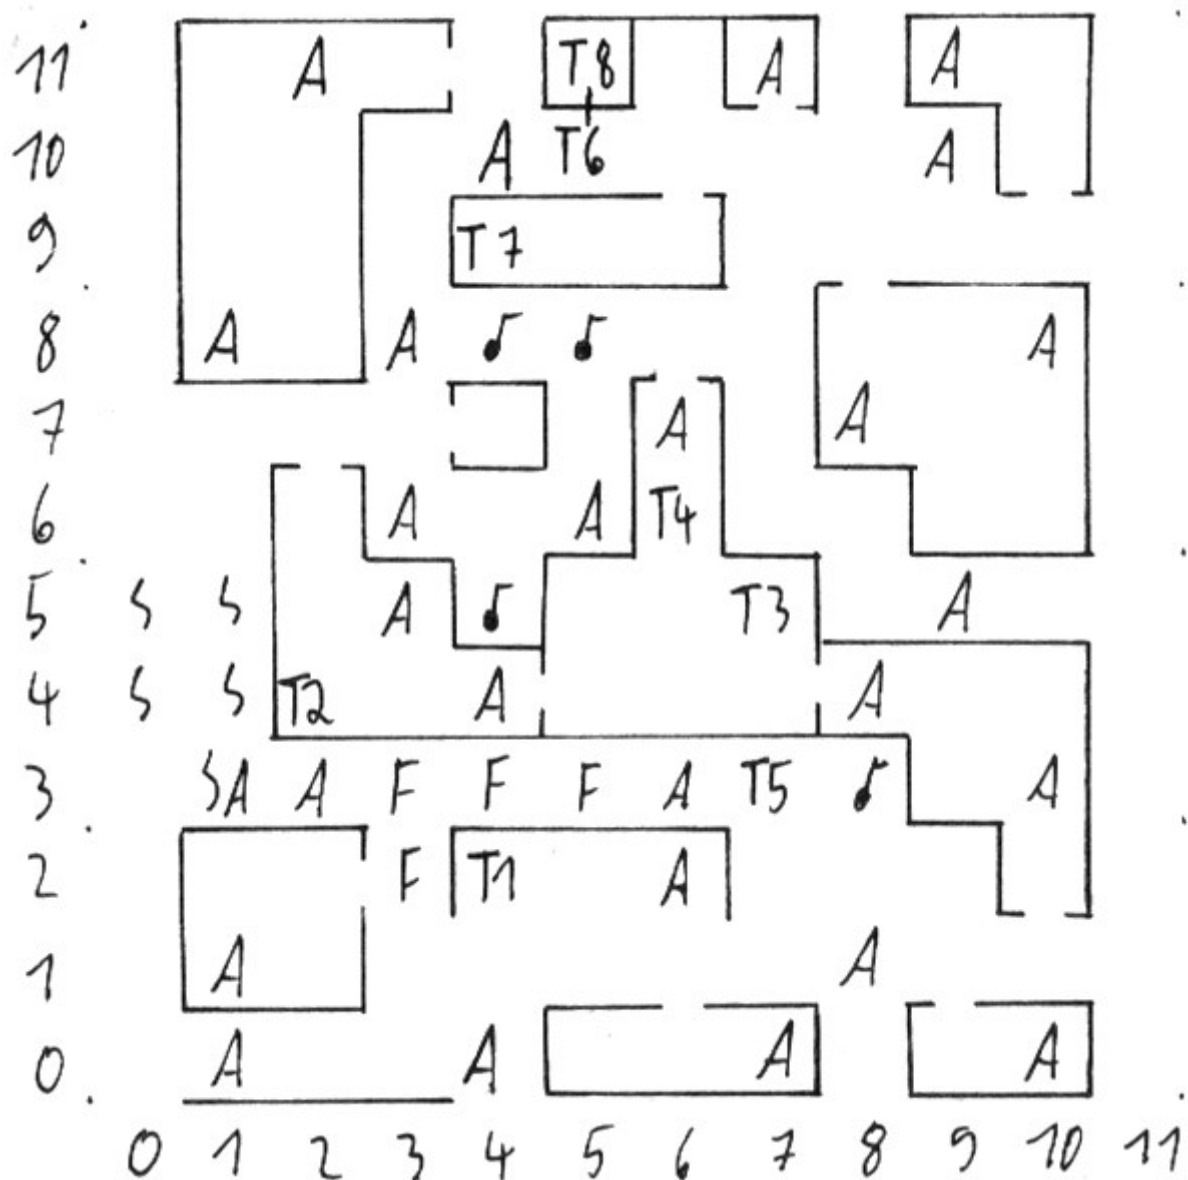 11 A T8 A A
10 A T6 A
9 T7
8 A A ♪ ♪ A
7 A A
6 A A T4
5 S S A ♪ T3 A
4 S S T2 A A
3 SA A F F F A T5 ♪ A
2 F T1 A
1 A A
0 A A A A
0 1 2 3 4 5 6 7 8 9 10 11